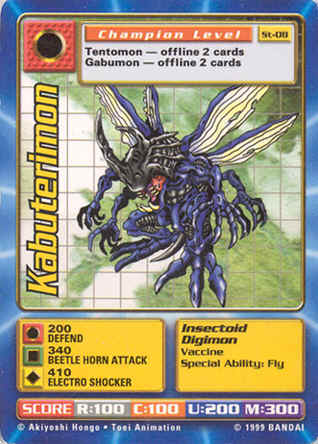 Champion Level
St-08
Tentomon — offline 2 cards
Gabumon — offline 2 cards
Kabuterimon
200
DEFEND
340
BEETLE HORN ATTACK
410
ELECTRO SHOCKER
Insectoid
Digimon
Vaccine
Special Ability: Fly
SCORE R:100 C:100 U:200 M:300
© Akiyoshi Hongo • Toei Animation © 1999 BANDAI